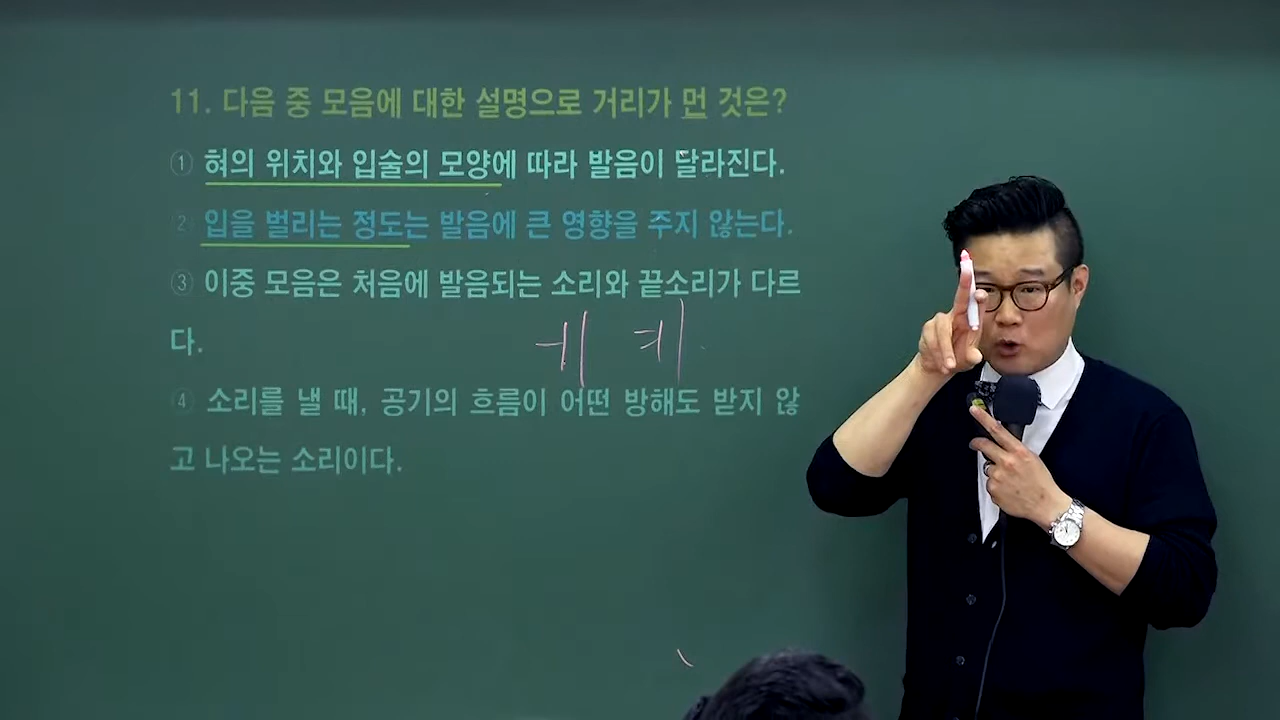 11. 다음 중 모음에 대한 설명으로 거리가 먼 것은?
① 혀의 위치와 입술의 모양에 따라 발음이 달라진다.
② 입을 벌리는 정도는 발음에 큰 영향을 주지 않는다.
③ 이중 모음은 처음에 발음되는 소리와 끝소리가 다르
다.
ㅔ ㅖ
④ 소리를 낼 때, 공기의 흐름이 어떤 방해도 받지 않
고 나오는 소리이다.